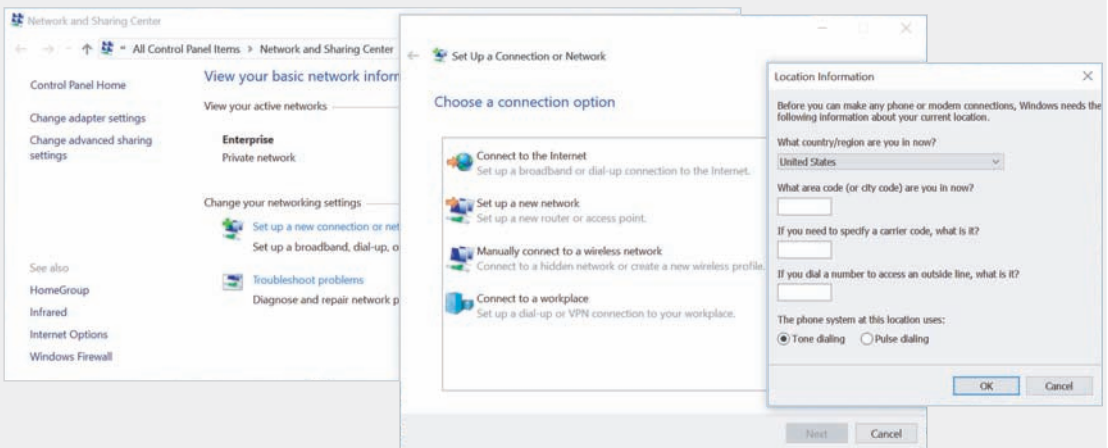 Network and Sharing Center
All Control Panel Items > Network and Sharing Center
Control Panel Home
Change adapter settings
Change advanced sharing
settings
See also
HomeGroup
Infrared
Internet Options
Windows Firewall
View your basic network inform
View your active networks
Enterprise
Private network
Change your networking settings
Set up a new connection or net
Set up a broadband, dial-up, o
Troubleshoot problems
Diagnose and repair network p
Set Up a Connection or Network
Choose a connection option
Connect to the Internet
Set up a broadband or dial-up connection to the Internet.
Set up a new network
Set up a new router or access point.
Manually connect to a wireless network
Connect to a hidden network or create a new wireless profile.
Connect to a workplace
Set up a dial-up or VPN connection to your workplace.
Next
Cancel
Location Information
Before you can make any phone or modem connections, Windows needs the
following information about your current location.
What country/region are you in now?
United States
What area code (or city code) are you in now?
If you need to specify a carrier code, what is it?
If you dial a number to access an outside line, what is it?
The phone system at this location uses:
Tone dialing Pulse dialing
OK Cancel